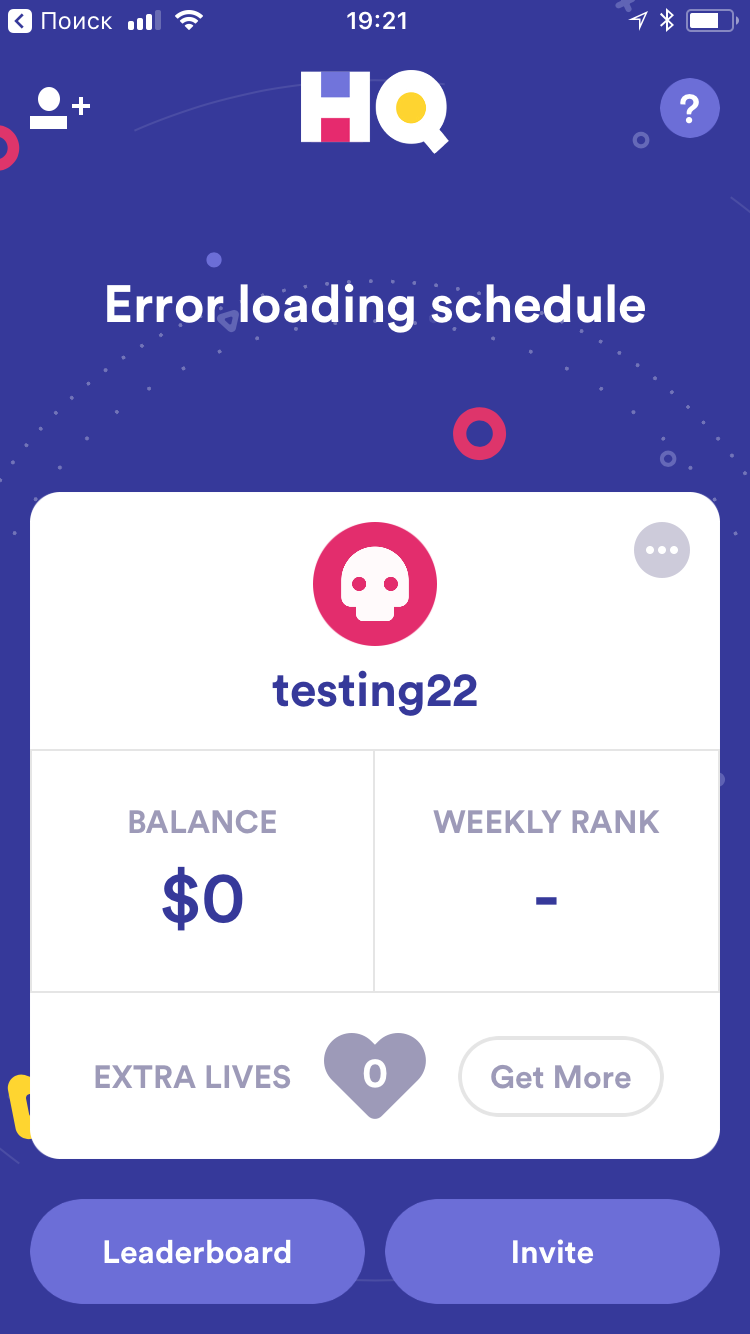 Поиск 19:21
HQ
?
Error loading schedule
testing22
BALANCE WEEKLY RANK
$0 -
EXTRA LIVES 0 Get More
Leaderboard Invite